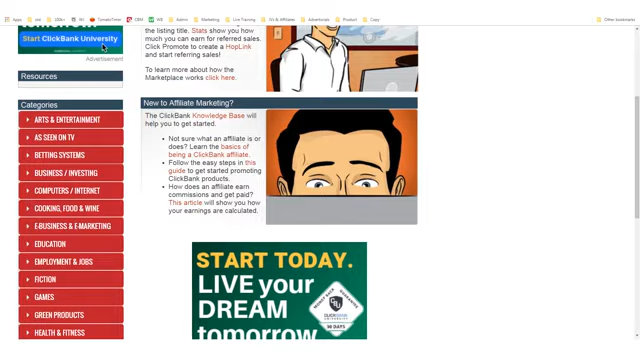 Apps
CRM
WB
Admin
Marketing
Live Training
Advertorials
Product
Other bookmarks
Start ClickBank University
Advertisement
Resources
Categories
ARTS & ENTERTAINMENT
AS SEEN ON TV
BETTING SYSTEMS
BUSINESS / INVESTING
COMPUTERS / INTERNET
COOKING, FOOD & WINE
E-BUSINESS & E-MARKETING
EDUCATION
EMPLOYMENT & JOBS
FICTION
GAMES
GREEN PRODUCTS
HEALTH & FITNESS
the listing title. Stats show you how
much you can earn for referred sales.
Click Promote to create a HopLink
and start referring sales!
To learn more about how the
Marketplace works click here.
New to Affiliate Marketing?
The ClickBank Knowledge Base will
help you to get started.
Not sure what an affiliate is or
does? Learn the basics of
being a ClickBank affiliate.
Follow the easy steps in this
guide to get started promoting
ClickBank products.
How does an affiliate earn
commissions and get paid?
This article will show you how
your earnings are calculated.
START TODAY.
LIVE your
DREAM
tomorrow
MONEY BACK
GUARANTEE
CBU
CLICKBANK
UNIVERSITY
30 DAYS